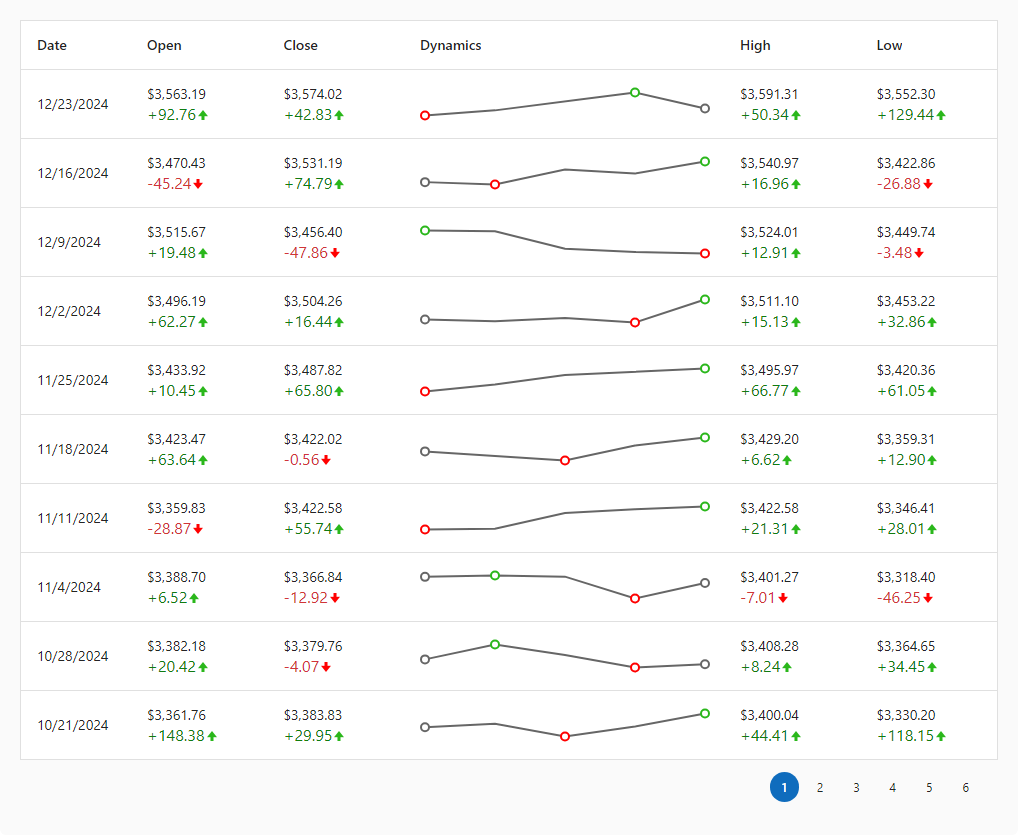 Date Open Close Dynamics High Low
$3,563.19 $3,574.02 $3,591.31 $3,552.30
12/23/2024
+92.76 +42.83 +50.34 +129.44
$3,470.43 $3,531.19 $3,540.97 $3,422.86
12/16/2024
-45.24 +74.79 +16.96 -26.88
$3,515.67 $3,456.40 $3,524.01 $3,449.74
12/9/2024
+19.48 -47.86 +12.91 -3.48
$3,496.19 $3,504.26 $3,511.10 $3,453.22
12/2/2024
+62.27 +16.44 +15.13 +32.86
$3,433.92 $3,487.82 $3,495.97 $3,420.36
11/25/2024
+10.45 +65.80 +66.77 +61.05
$3,423.47 $3,422.02 $3,429.20 $3,359.31
11/18/2024
+63.64 -0.56 +6.62 +12.90
$3,359.83 $3,422.58 $3,422.58 $3,346.41
11/11/2024
-28.87 +55.74 +21.31 +28.01
$3,388.70 $3,366.84 $3,401.27 $3,318.40
11/4/2024
+6.52 -12.92 -7.01 -46.25
$3,382.18 $3,379.76 $3,408.28 $3,364.65
10/28/2024
+20.42 -4.07 +8.24 +34.45
$3,361.76 $3,383.83 $3,400.04 $3,330.20
10/21/2024
+148.38 +29.95 +44.41 +118.15
1 2 3 4 5 6